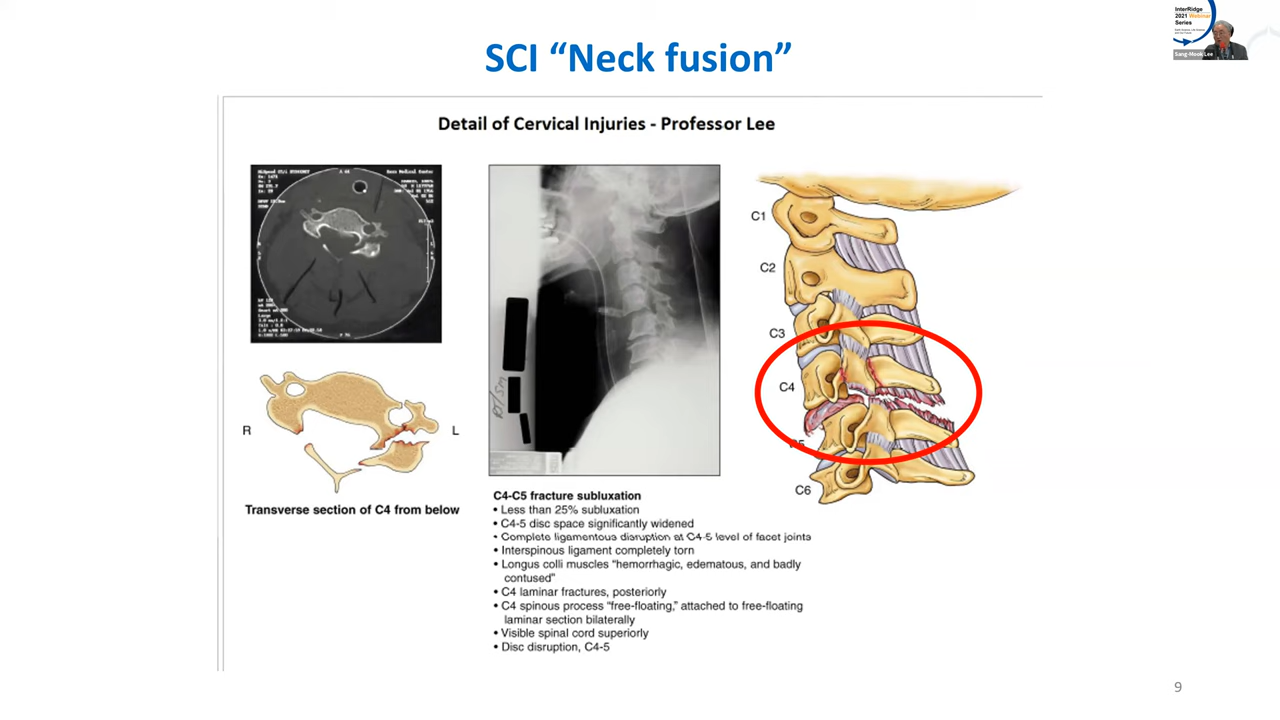 InterRidge
2021 Webinar
Series
Sang-Mook Lee
SCI “Neck fusion”
Detail of Cervical Injuries - Professor Lee
R
L
Transverse section of C4 from below
C1
C2
C3
C4
C5
C6
C4-C5 fracture subluxation
• Less than 25% subluxation
• C4-5 disc space significantly widened
• Complete ligamentous disruption at C4-5 level of facet joints
• Interspinous ligament completely torn
• Longus colli muscles “hemorrhagic, edematous, and badly
contused”
• C4 laminar fractures, posteriorly
• C4 spinous process “free-floating,” attached to free-floating
laminar section bilaterally
• Visible spinal cord superiorly
• Disc disruption, C4-5
9